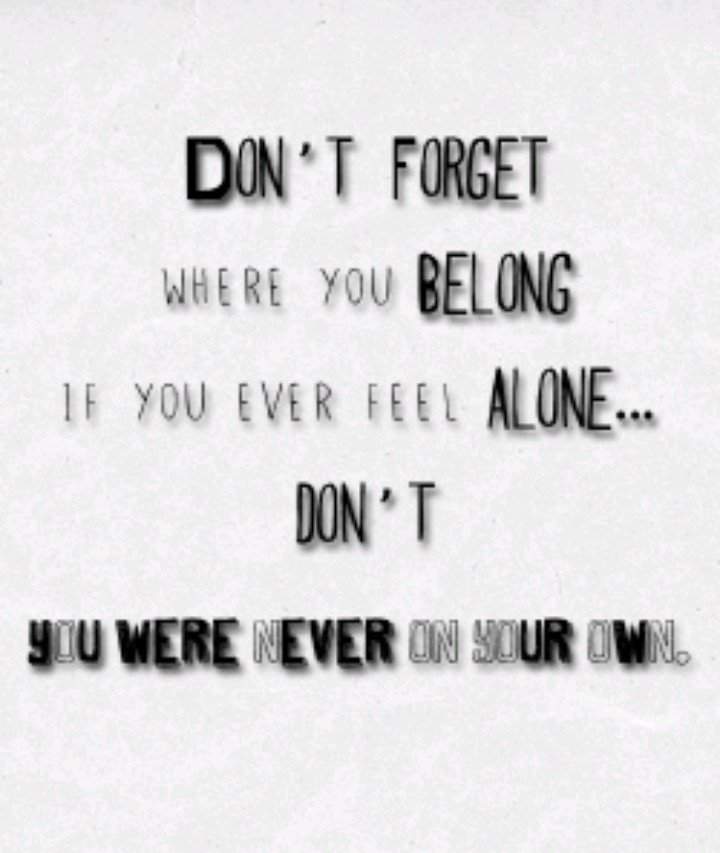 DON'T FORGET
WHERE YOU BELONG
IF YOU EVER FEEL ALONE...
DON'T
YOU WERE NEVER ON YOUR OWN.